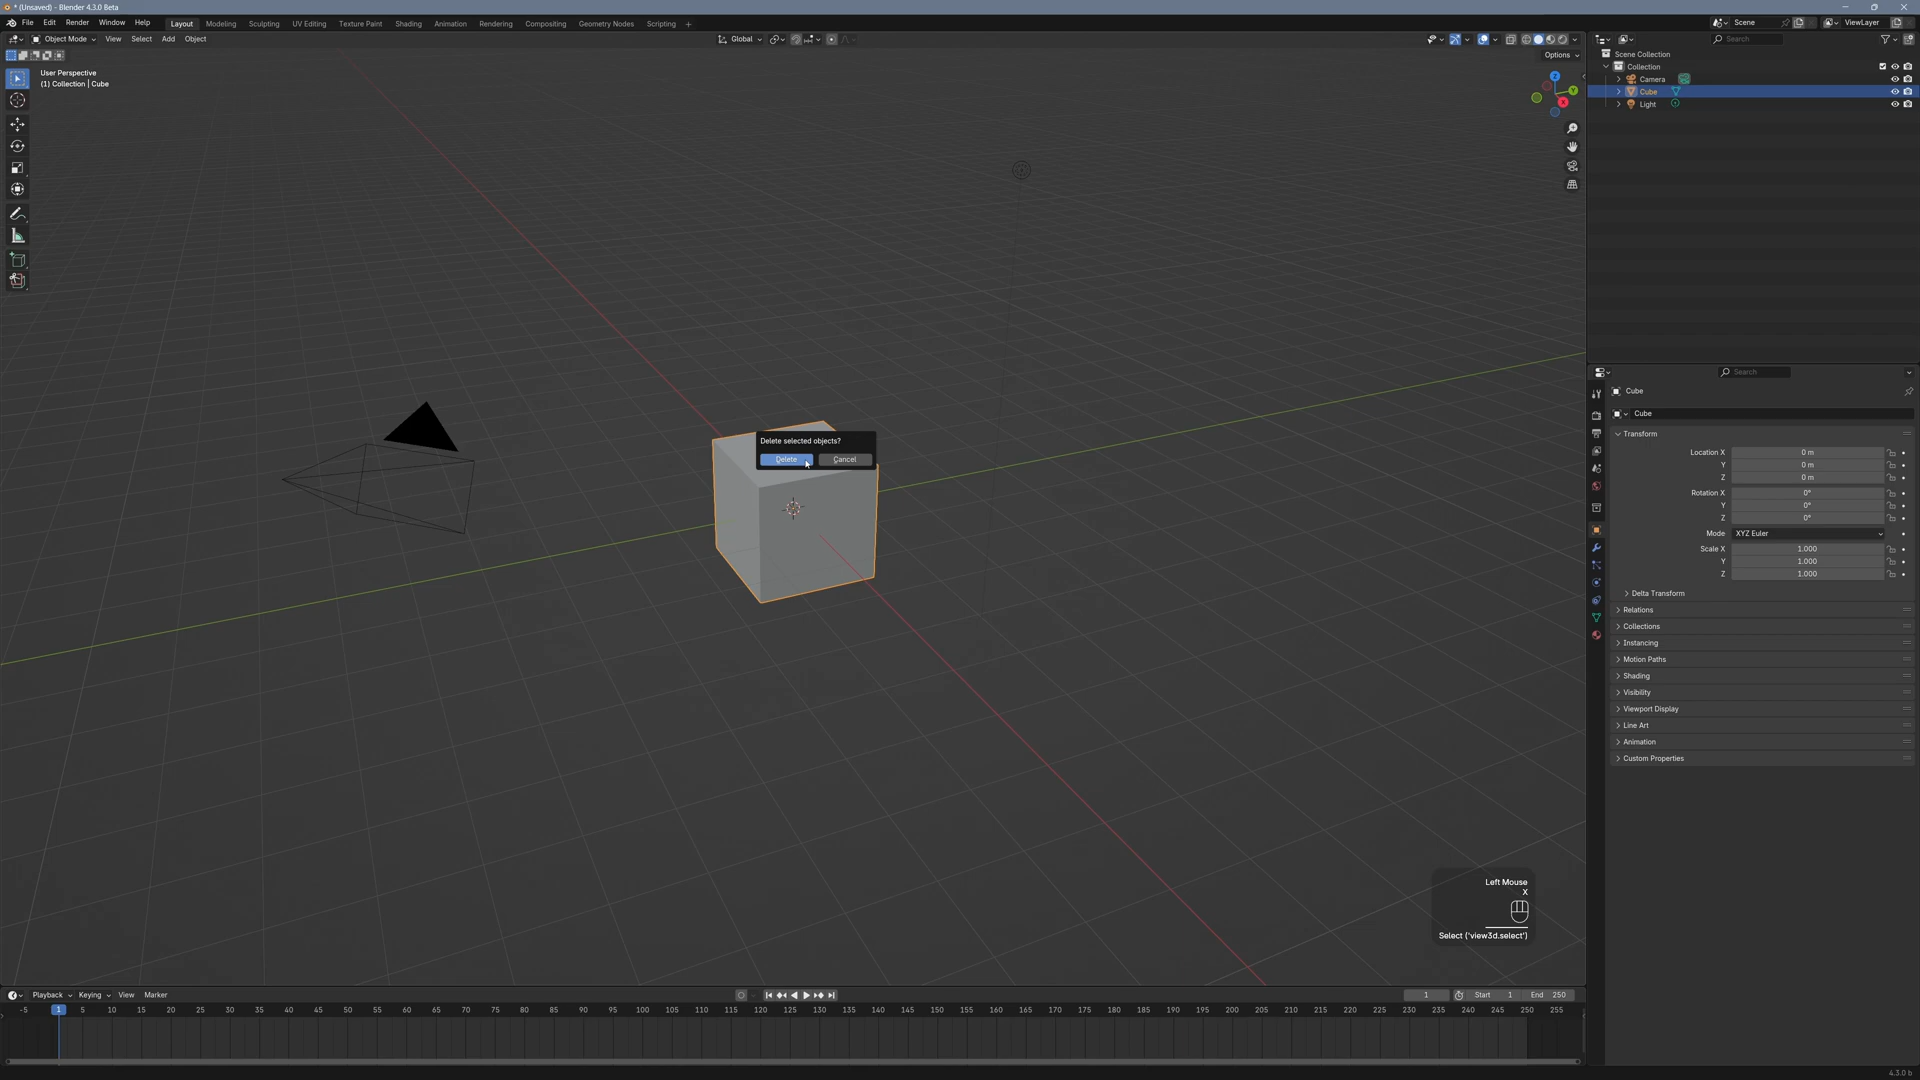 * (Unsaved) - Blender 4.3.0 Beta
File Edit Render Window Help
Layout Modeling Sculpting UV Editing Texture Paint Shading Animation Rendering Compositing Geometry Nodes Scripting +
Scene
ViewLayer
Object Mode View Select Add Object
Global
Options
User Perspective
(1) Collection | Cube
Z
Y
X
Search
Scene Collection
Collection
Camera
Cube
Light
Delete selected objects?
Delete Cancel
Search
Cube
Cube
Transform
Location X 0 m
Y 0 m
Z 0 m
Rotation X 0°
Y 0°
Z 0°
Mode XYZ Euler
Scale X 1.000
Y 1.000
Z 1.000
Delta Transform
Relations
Collections
Instancing
Motion Paths
Shading
Visibility
Viewport Display
Line Art
Animation
Custom Properties
Left Mouse
X
Select ('view3d.select')
Playback Keying View Marker
1 Start 1 End 250
-5 1 5 10 15 20 25 30 35 40 45 50 55 60 65 70 75 80 85 90 95 100 105 110 115 120 125 130 135 140 145 150 155 160 165 170 175 180 185 190 195 200 205 210 215 220 225 230 235 240 245 250 255
4.3.0 b